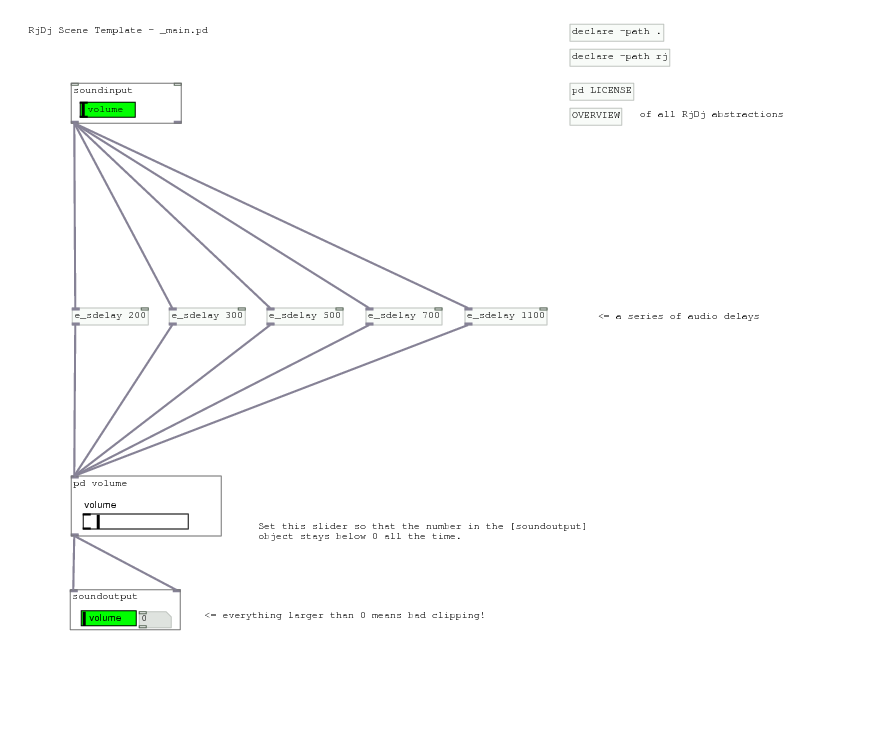 RjDj Scene Template - _main.pd
declare -path .
declare -path rj
soundinput
volume
pd LICENSE
OVERVIEW of all RjDj abstractions
e_sdelay 200 e_sdelay 300 e_sdelay 500 e_sdelay 700 e_sdelay 1100 <= a series of audio delays
pd volume
volume
Set this slider so that the number in the [soundoutput]
object stays below 0 all the time.
soundoutput
volume 0 <= everything larger than 0 means bad clipping!